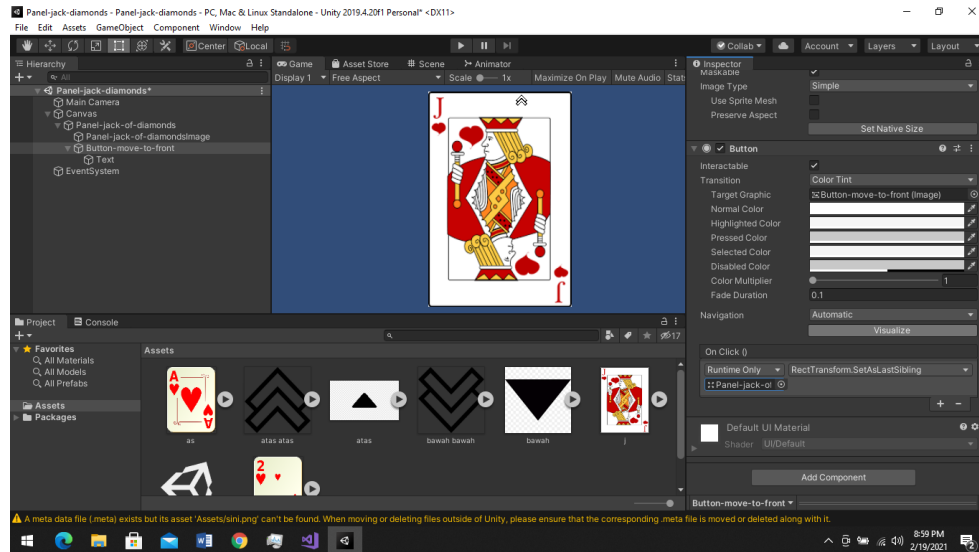 Panel-jack-diamonds - Panel-jack-diamonds - PC, Mac & Linux Standalone - Unity 2019.4.20f1 Personal* <DX11>
File Edit Assets GameObject Component Window Help
Center Local Collab Account Layers Layout
Hierarchy
All
Panel-jack-diamonds*
Main Camera
Canvas
Panel-jack-of-diamonds
Panel-jack-of-diamondsImage
Button-move-to-front
Text
EventSystem
Game Asset Store Scene Animator
Display 1 Free Aspect Scale 1x Maximize On Play Mute Audio Stats
J
J
Inspector
Maskable
Image Type Simple
Use Sprite Mesh
Preserve Aspect
Set Native Size
Button
Interactable
Transition Color Tint
Target Graphic Button-move-to-front (Image)
Normal Color
Highlighted Color
Pressed Color
Selected Color
Disabled Color
Color Multiplier 1
Fade Duration 0.1
Navigation Automatic
Visualize
On Click ()
Runtime Only RectTransform.SetAsLastSibling
Panel-jack-of
+ -
Default UI Material
Shader UI/Default
Add Component
Button-move-to-front
Project Console
17
Favorites
All Materials
All Models
All Prefabs
Assets
Packages
Assets
A
A
as
atas atas
atas
bawah bawah
bawah
j
2
A meta data file (.meta) exists but its asset 'Assets/sini.png' can't be found. When moving or deleting files outside of Unity, please ensure that the corresponding .meta file is moved or deleted along with it.
8:59 PM
2/19/2021